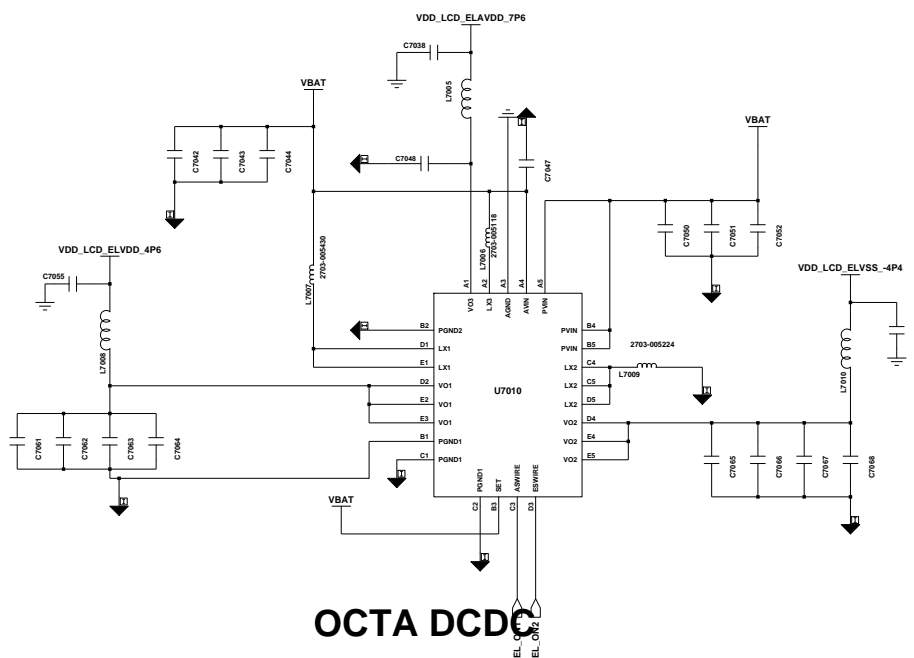 VDD_LCD_ELAVDD_7P6
C7038
L7005
VBAT
C7042
C7043
C7044
C7048
C7047
VBAT
C7050
C7051
C7052
VDD_LCD_ELVDD_4P6
C7055
L7008
L7007
2703-005430
L7006
2703-005118
VDD_LCD_ELVSS_-4P4
L7010
A1
A2
A3
A4
A5
VO3
LX3
AGND
AVIN
PVIN
B2
PGND2
D1
LX1
E1
LX1
D2
VO1
E2
VO1
E3
VO1
B1
PGND1
C1
PGND1
U7010
PVIN
B4
PVIN
B5
LX2
C4
LX2
C5
LX2
D5
VO2
D4
VO2
E4
VO2
E5
2703-005224
L7009
C7061
C7062
C7063
C7064
C7065
C7066
C7067
C7068
PGND1
SET
ASWIRE
ESWIRE
C2
B3
C3
D3
VBAT
EL_ON2
OCTA DCDC